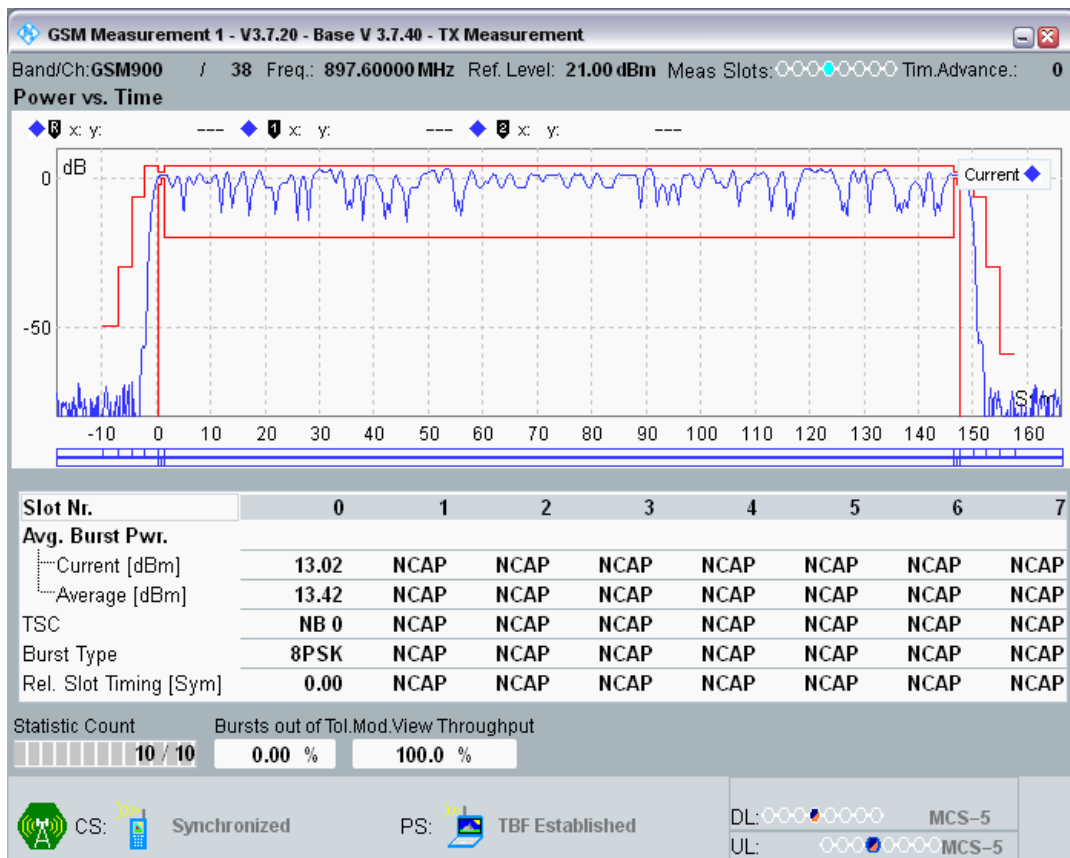 GSM Measurement 1 - V3.7.20 - Base V 3.7.40 - TX Measurement
Band/Ch:GSM900 / 38 Freq.: 897.60000 MHz Ref. Level: 21.00 dBm Meas Slots: Tim.Advance.: 0
Power vs. Time
R x: y: --- 1 x: y: --- 2 x: y: ---
dB
Current
0
-50
-10 0 10 20 30 40 50 60 70 80 90 100 110 120 130 140 150 160
Slot Nr. 0 1 2 3 4 5 6 7
Avg. Burst Pwr.
Current [dBm] 13.02 NCAP NCAP NCAP NCAP NCAP NCAP NCAP
Average [dBm] 13.42 NCAP NCAP NCAP NCAP NCAP NCAP NCAP
TSC NB 0 NCAP NCAP NCAP NCAP NCAP NCAP NCAP
Burst Type 8PSK NCAP NCAP NCAP NCAP NCAP NCAP NCAP
Rel. Slot Timing [Sym] 0.00 NCAP NCAP NCAP NCAP NCAP NCAP NCAP
Statistic Count Bursts out of Tol. Mod.View Throughput
10 / 10 0.00 % 100.0 %
CS: Synchronized PS: TBF Established
DL: MCS-5
UL: MCS-5